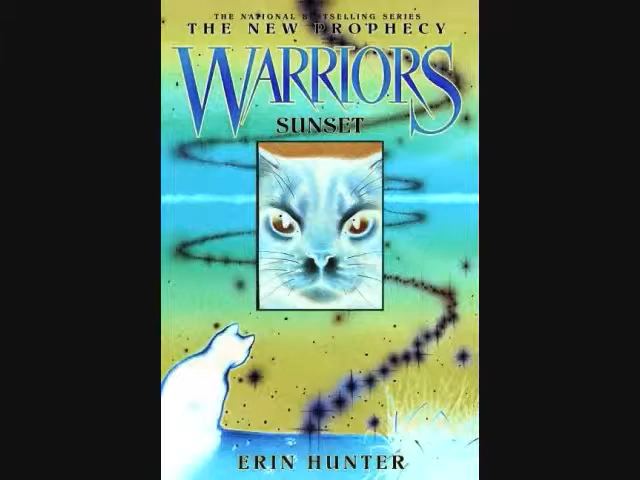 THE NATIONAL BESTSELLING SERIES
THE NEW PROPHECY
WARRIORS
SUNSET
ERIN HUNTER